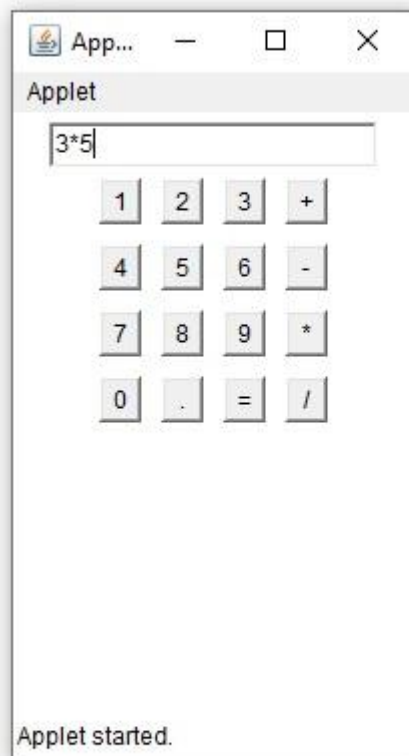 App...
Applet
3*5
1 2 3 +
4 5 6 -
7 8 9 *
0 . = /
Applet started.